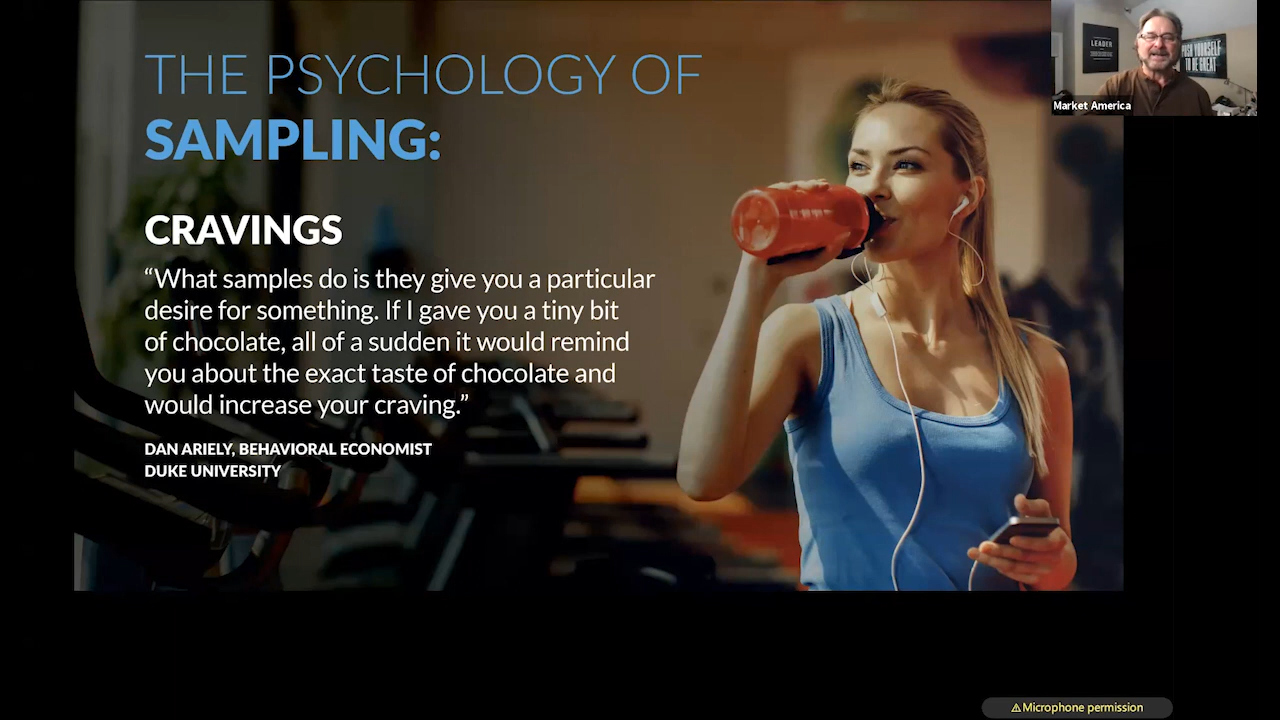 THE PSYCHOLOGY OF
SAMPLING:
CRAVINGS
“What samples do is they give you a particular
desire for something. If I gave you a tiny bit
of chocolate, all of a sudden it would remind
you about the exact taste of chocolate and
would increase your craving.”
DAN ARIELY, BEHAVIORAL ECONOMIST
DUKE UNIVERSITY
LEADER
PUSH YOURSELF
TO BE GREAT
Market America
⚠Microphone permission